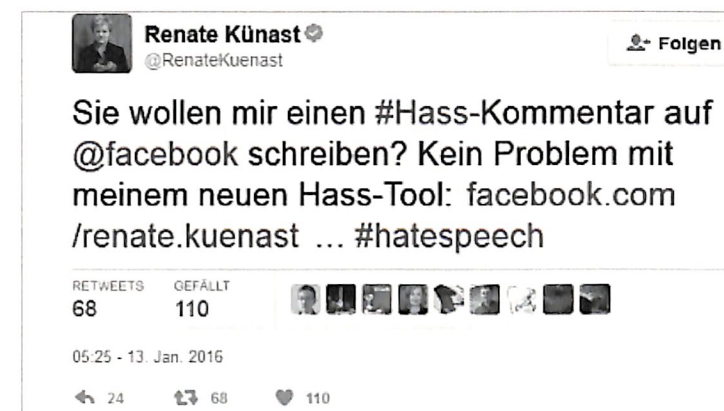 Renate Künast
@RenateKuenast
Folgen
Sie wollen mir einen #Hass-Kommentar auf
@facebook schreiben? Kein Problem mit
meinem neuen Hass-Tool: facebook.com
/renate.kuenast ... #hatespeech
RETWEETS GEFÄLLT
68 110
05:25 - 13. Jan. 2016
24 68 110